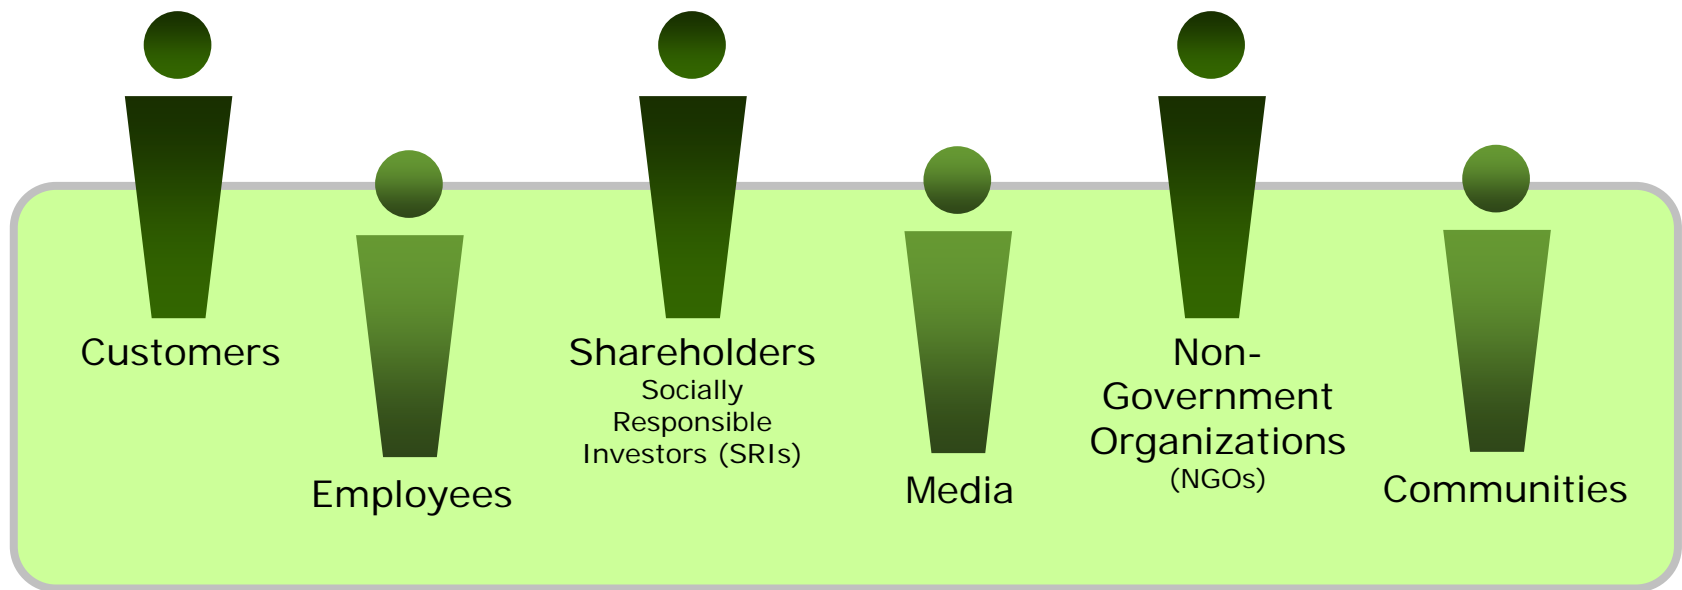 Customers
Employees
Shareholders
Socially
Responsible
Investors (SRIs)
Media
Non-
Government
Organizations
(NGOs)
Communities